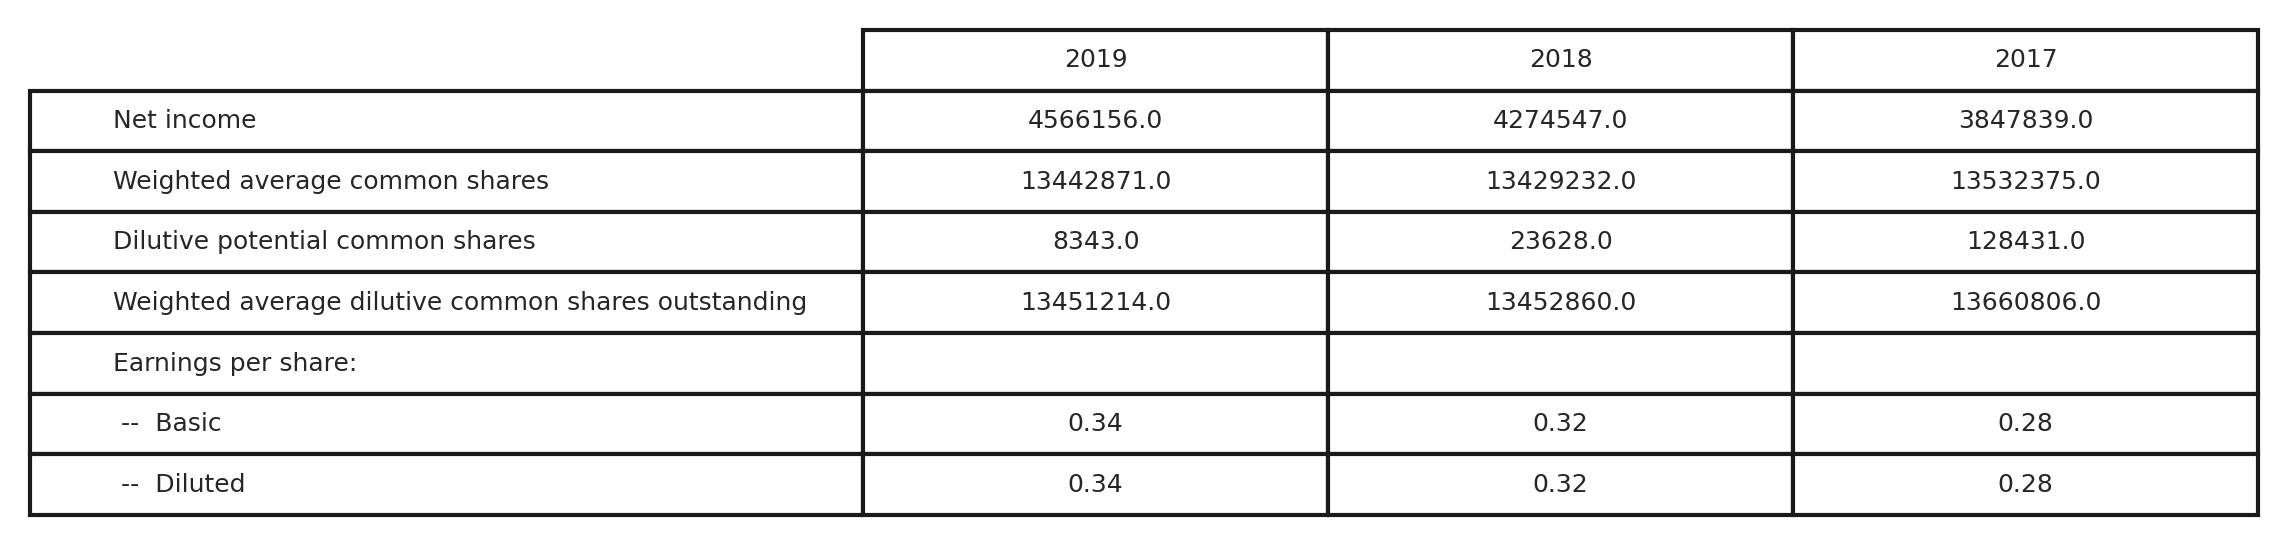 2019 2018 2017
Net income 4566156.0 4274547.0 3847839.0
Weighted average common shares 13442871.0 13429232.0 13532375.0
Dilutive potential common shares 8343.0 23628.0 128431.0
Weighted average dilutive common shares outstanding 13451214.0 13452860.0 13660806.0
Earnings per share:
-- Basic 0.34 0.32 0.28
-- Diluted 0.34 0.32 0.28